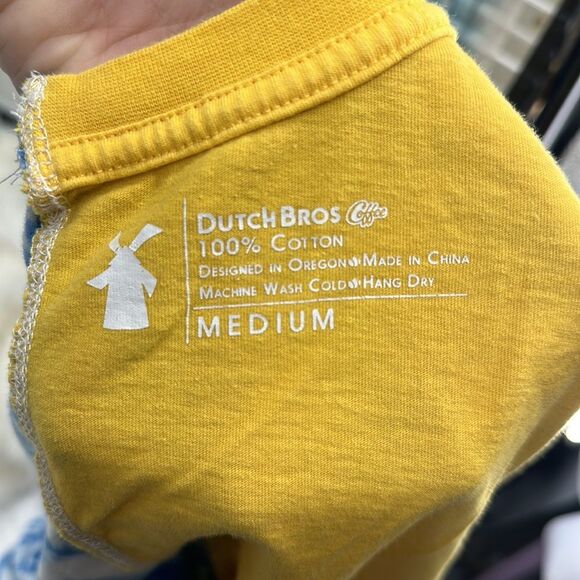 DUTCH BROS Coffee
100% COTTON
DESIGNED IN OREGON MADE IN CHINA
MACHINE WASH COLD HANG DRY
MEDIUM